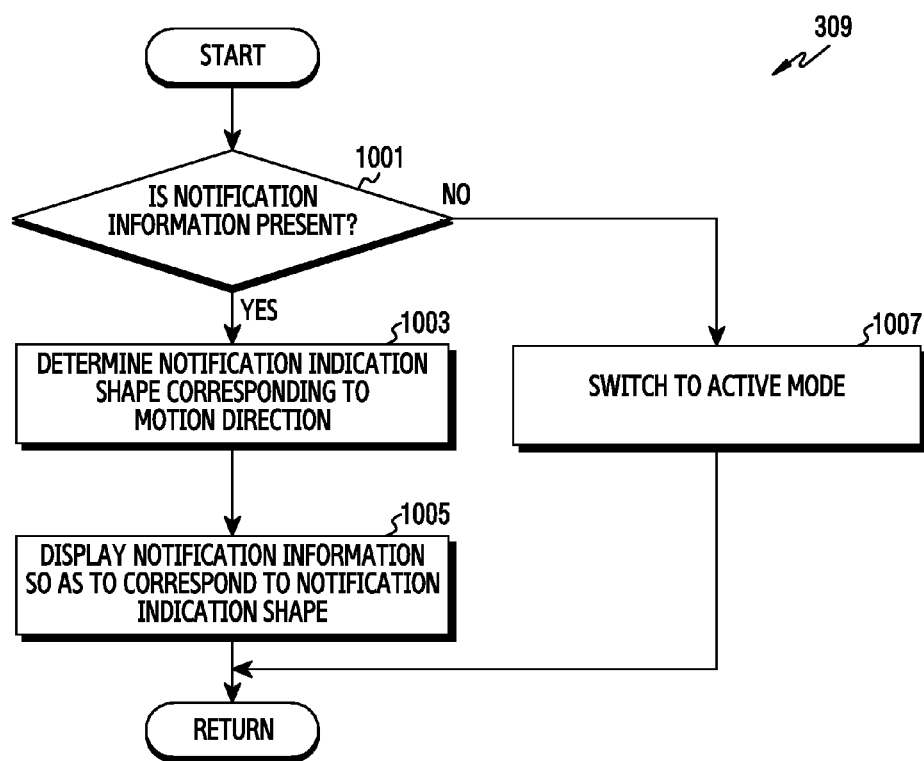 309
START
1001
IS NOTIFICATION
INFORMATION PRESENT?
NO
YES
1003
DETERMINE NOTIFICATION INDICATION
SHAPE CORRESPONDING TO
MOTION DIRECTION
1007
SWITCH TO ACTIVE MODE
1005
DISPLAY NOTIFICATION INFORMATION
SO AS TO CORRESPOND TO NOTIFICATION
INDICATION SHAPE
RETURN